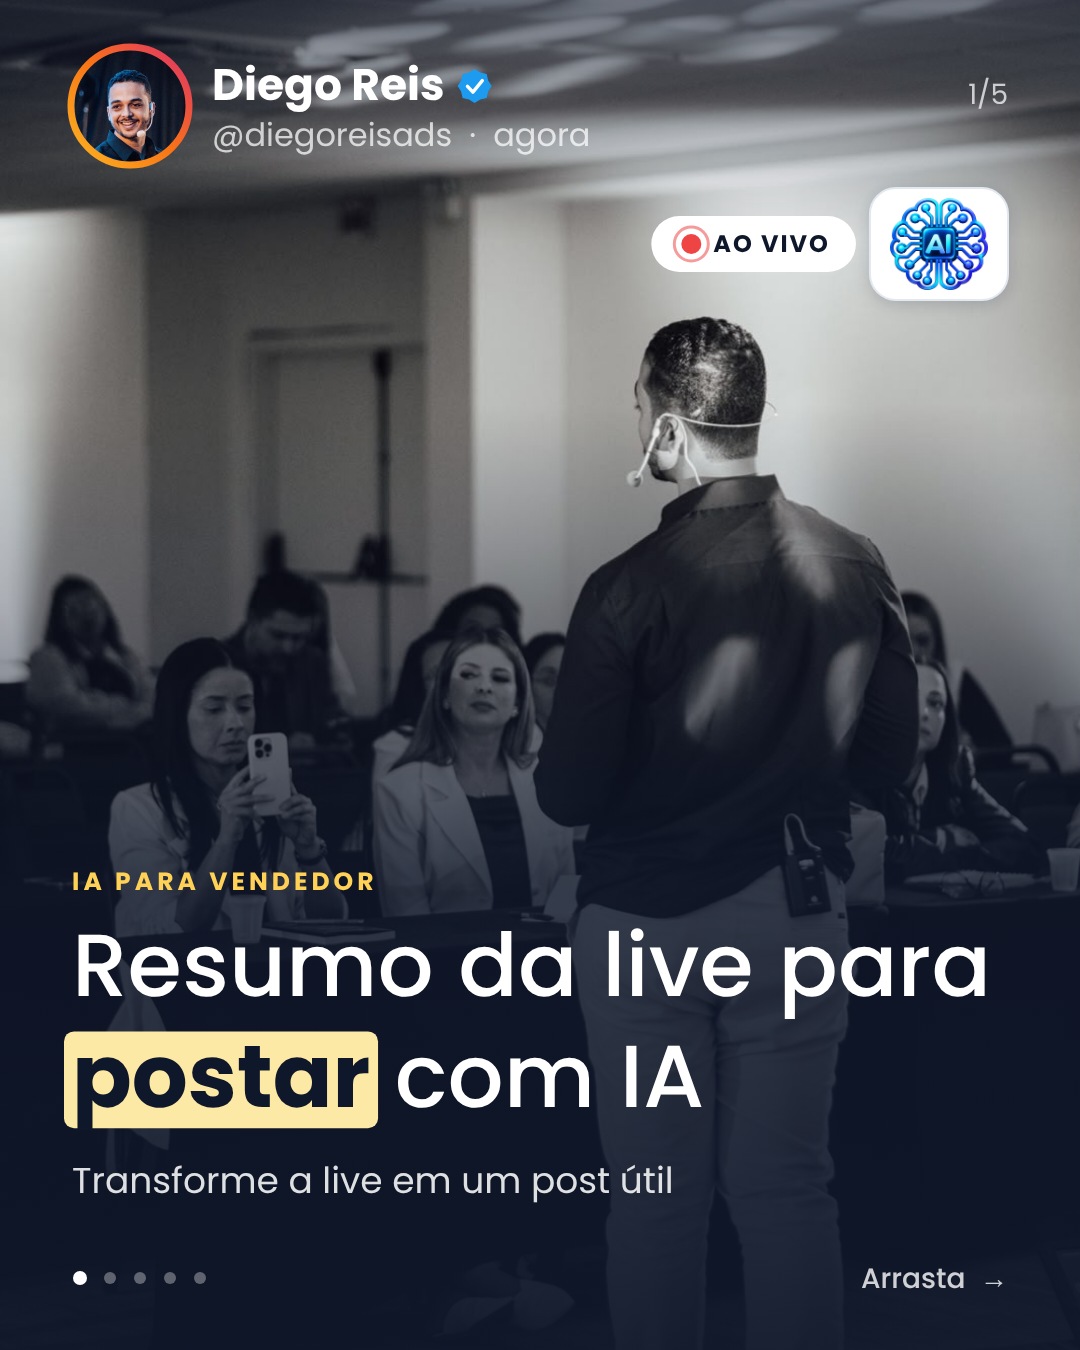 Diego Reis
@diegoreisads · agora
1/5
AO VIVO
AI
IA PARA VENDEDOR
Resumo da live para
postar com IA
Transforme a live em um post útil
Arrasta →